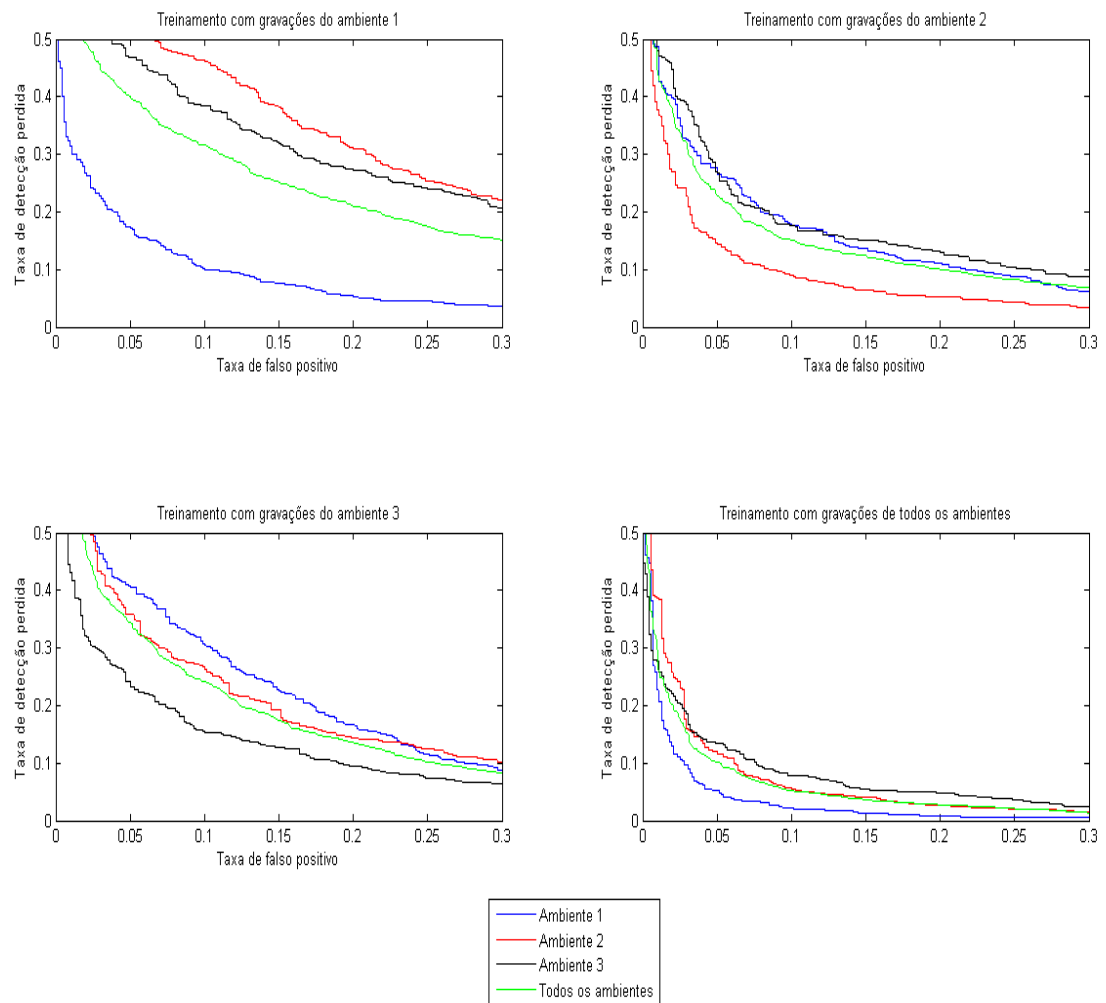 Treinamento com gravações do ambiente 1
Taxa de detecção perdida
0.5
0.4
0.3
0.2
0.1
0
0 0.05 0.1 0.15 0.2 0.25 0.3
Taxa de falso positivo
Treinamento com gravações do ambiente 2
Taxa de detecção perdida
0.5
0.4
0.3
0.2
0.1
0
0 0.05 0.1 0.15 0.2 0.25 0.3
Taxa de falso positivo
Treinamento com gravações do ambiente 3
Taxa de detecção perdida
0.5
0.4
0.3
0.2
0.1
0
0 0.05 0.1 0.15 0.2 0.25 0.3
Taxa de falso positivo
Treinamento com gravações de todos os ambientes
Taxa de detecção perdida
0.5
0.4
0.3
0.2
0.1
0
0 0.05 0.1 0.15 0.2 0.25 0.3
Ambiente 1
Ambiente 2
Ambiente 3
Todos os ambientes